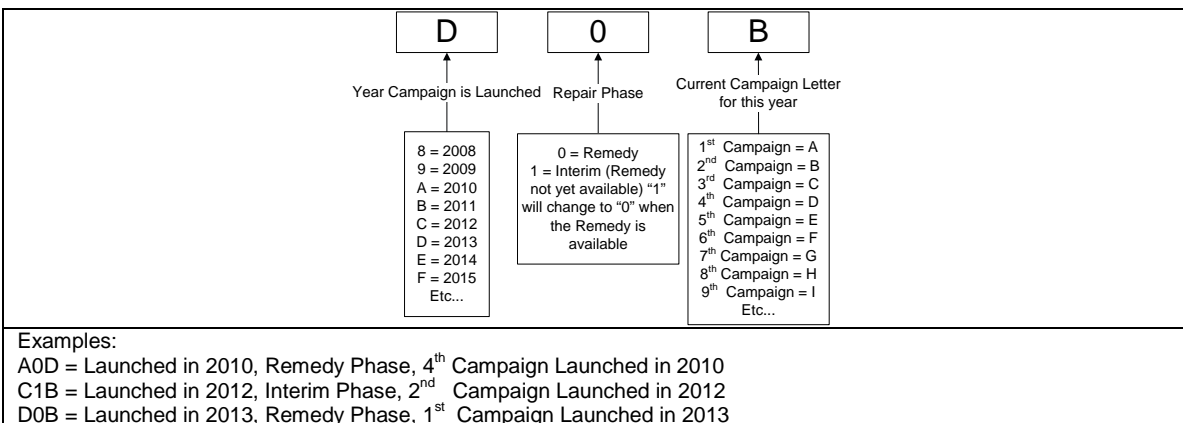 D 0 B
Year Campaign is Launched
Repair Phase
Current Campaign Letter
for this year
8 = 2008
9 = 2009
A = 2010
B = 2011
C = 2012
D = 2013
E = 2014
F = 2015
Etc...
0 = Remedy
1 = Interim (Remedy
not yet available) “1”
will change to “0” when
the Remedy is
available
1st Campaign = A
2nd Campaign = B
3rd Campaign = C
4th Campaign = D
5th Campaign = E
6th Campaign = F
7th Campaign = G
8th Campaign = H
9th Campaign = I
Etc...
Examples:
A0D = Launched in 2010, Remedy Phase, 4th Campaign Launched in 2010
C1B = Launched in 2012, Interim Phase, 2nd Campaign Launched in 2012
D0B = Launched in 2013, Remedy Phase, 1st Campaign Launched in 2013